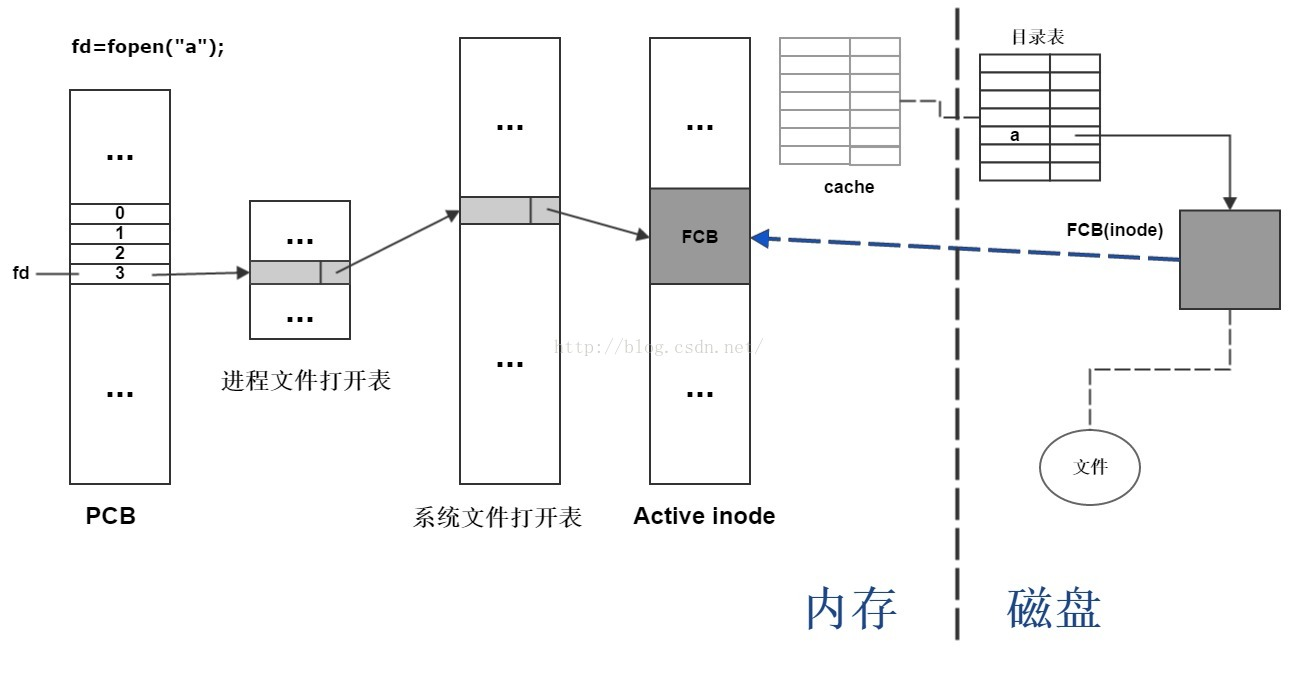 fd=fopen("a");
目录表
...
...
...
0
1
2
3
fd
...
...
进程文件打开表
cache
a
FCB
FCB(inode)
http://blog.csdn.net/
...
...
...
文件
PCB
系统文件打开表
Active inode
内存
磁盘